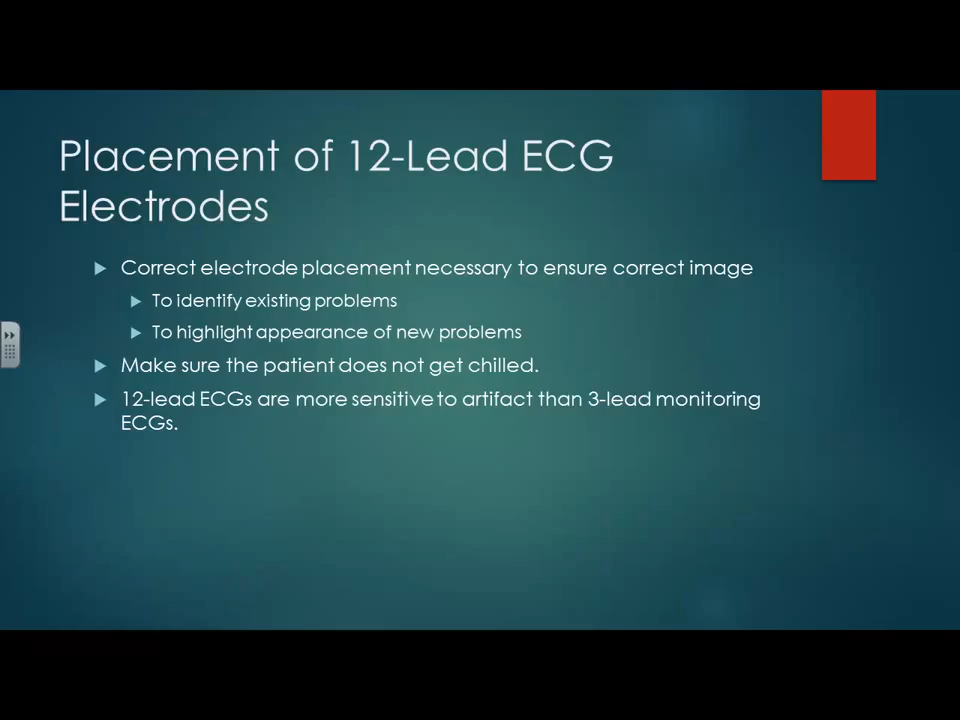 Placement of 12-Lead ECG
Electrodes
Correct electrode placement necessary to ensure correct image
To identify existing problems
To highlight appearance of new problems
Make sure the patient does not get chilled.
12-lead ECGs are more sensitive to artifact than 3-lead monitoring
ECGs.